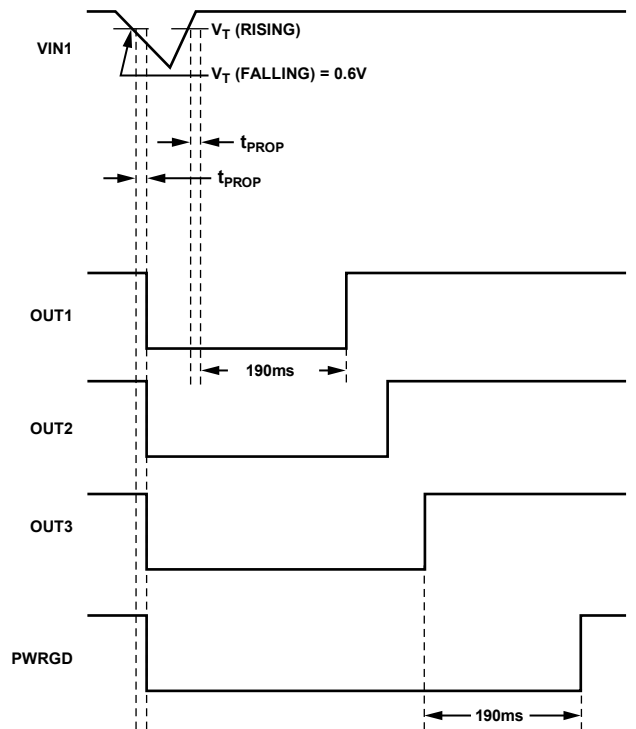 VIN1
V_T (RISING)
V_T (FALLING) = 0.6V
t_PROP
t_PROP
OUT1
190ms
OUT2
OUT3
PWRGD
190ms